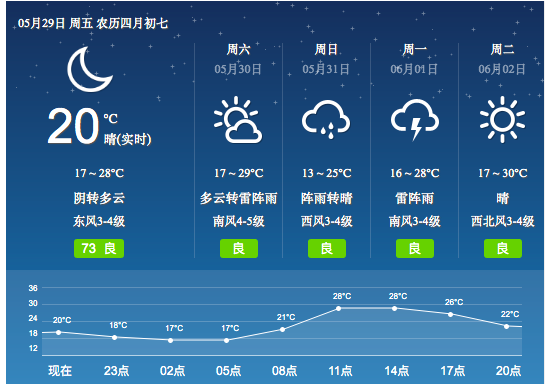 05月29日 周五 农历四月初七
20 °C
晴(实时)
17～28°C
阴转多云
东风3-4级
73 良
周六
05月30日
17～29°C
多云转雷阵雨
南风4-5级
良
周日
05月31日
13～25°C
阵雨转晴
西风3-4级
良
周一
06月01日
16～28°C
雷阵雨
南风3-4级
良
周二
06月02日
17～30°C
晴
西北风3-4级
良
36
30
24
18
12
20°C
18°C
17°C
17°C
21°C
28°C
28°C
26°C
22°C
现在
23点
02点
05点
08点
11点
14点
17点
20点